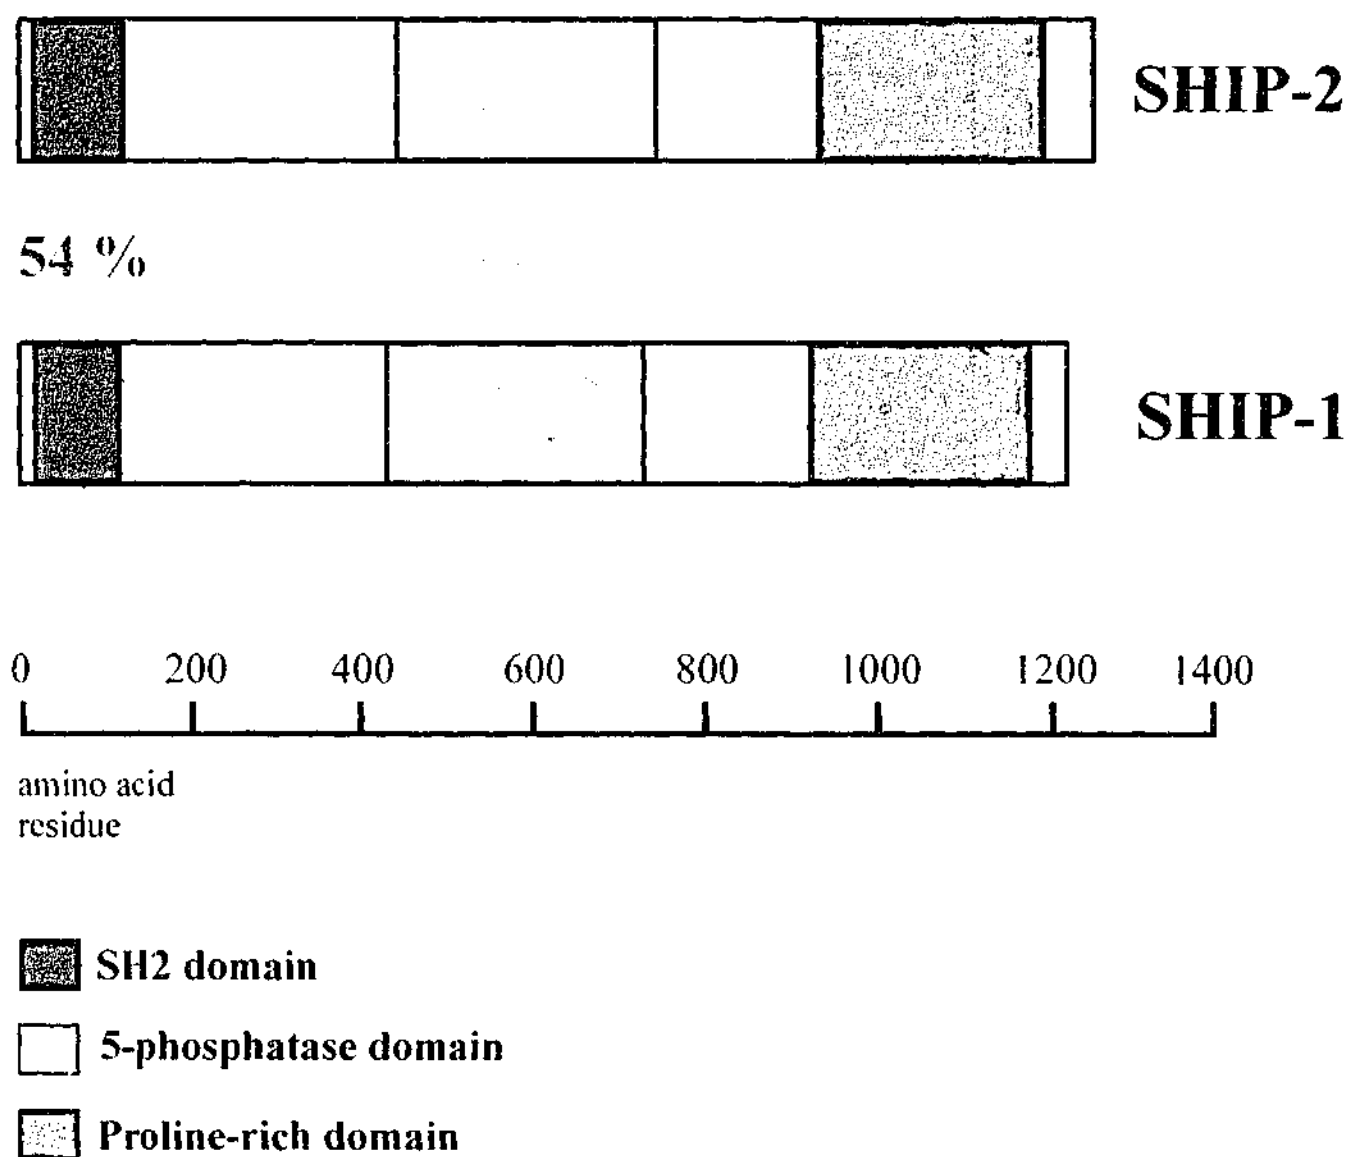 SHIP-2
54 %
SHIP-1
0 200 400 600 800 1000 1200 1400
amino acid
residue
SH2 domain
5-phosphatase domain
Proline-rich domain